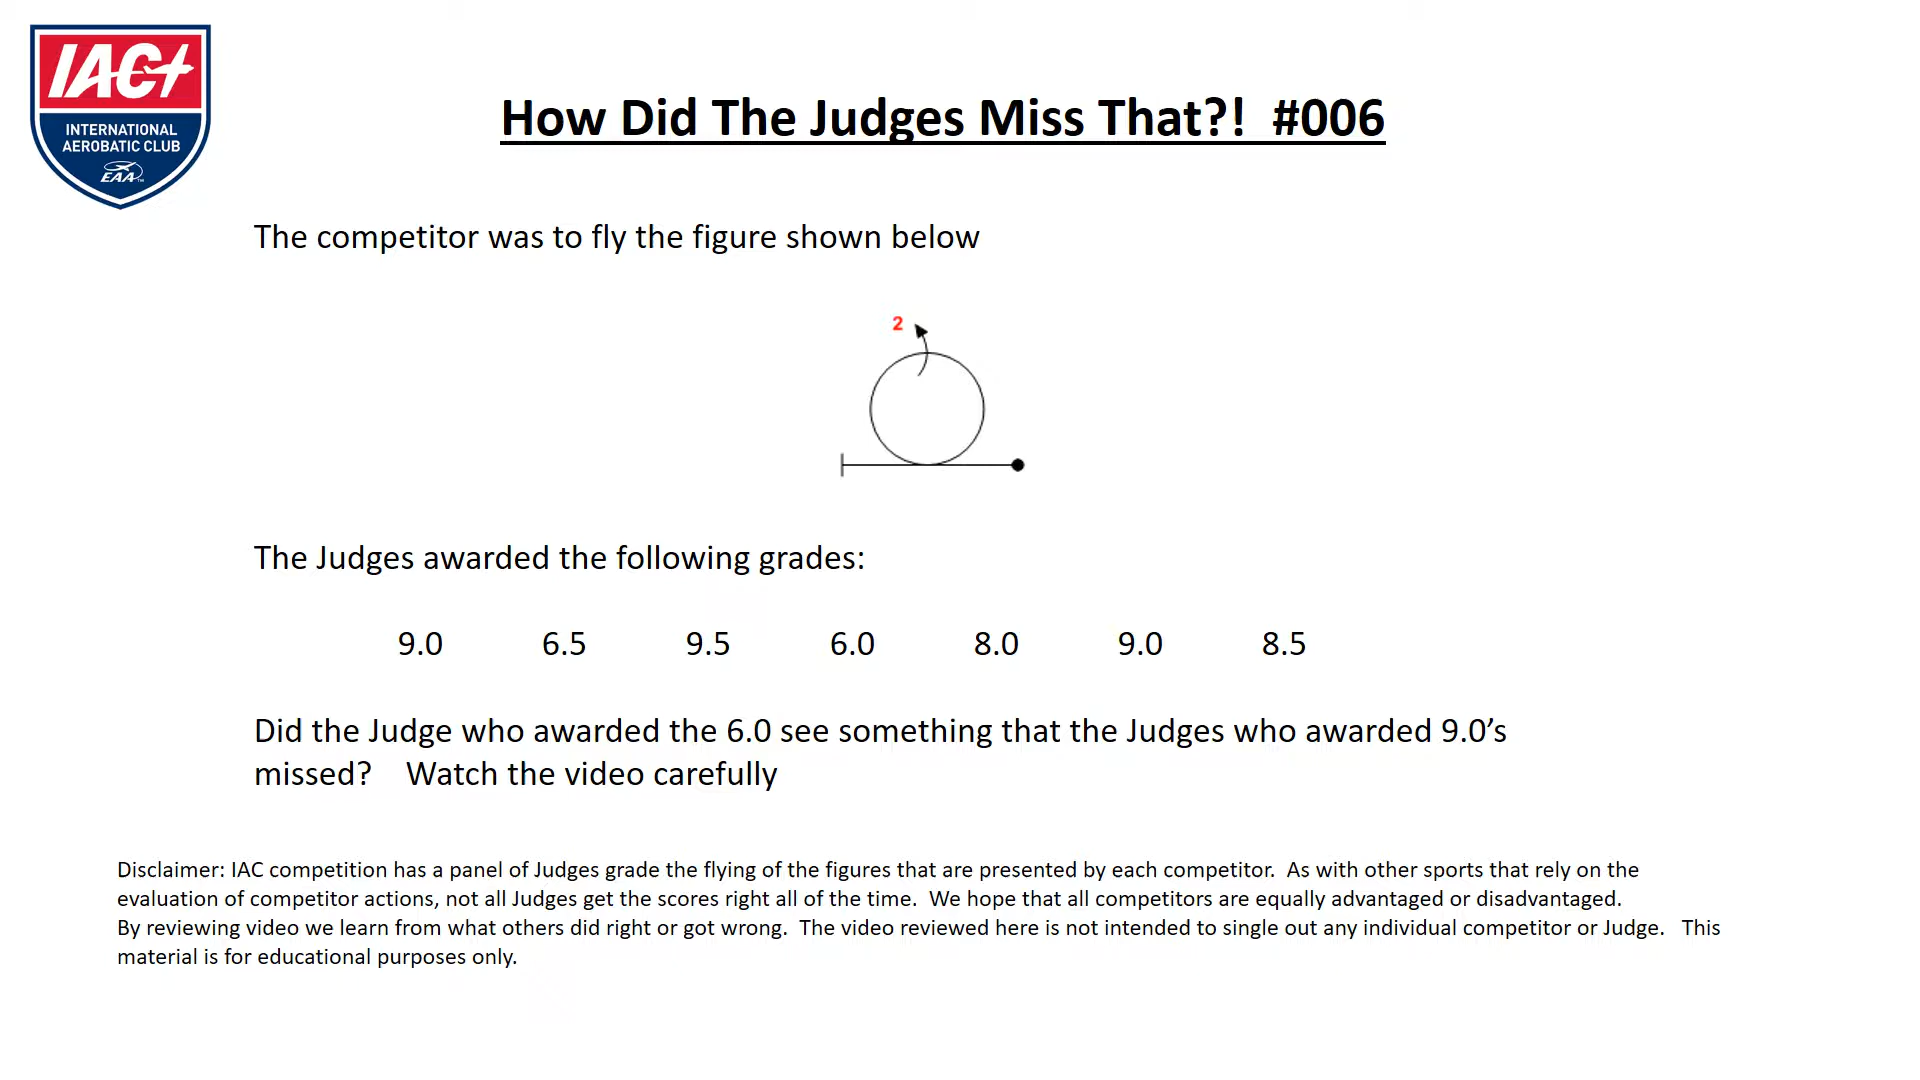 IAC
INTERNATIONAL
AEROBATIC CLUB
EAA
How Did The Judges Miss That?! #006
The competitor was to fly the figure shown below
2
The Judges awarded the following grades:
9.0 6.5 9.5 6.0 8.0 9.0 8.5
Did the Judge who awarded the 6.0 see something that the Judges who awarded 9.0’s
missed? Watch the video carefully
Disclaimer: IAC competition has a panel of Judges grade the flying of the figures that are presented by each competitor. As with other sports that rely on the
evaluation of competitor actions, not all Judges get the scores right all of the time. We hope that all competitors are equally advantaged or disadvantaged.
By reviewing video we learn from what others did right or got wrong. The video reviewed here is not intended to single out any individual competitor or Judge. This
material is for educational purposes only.